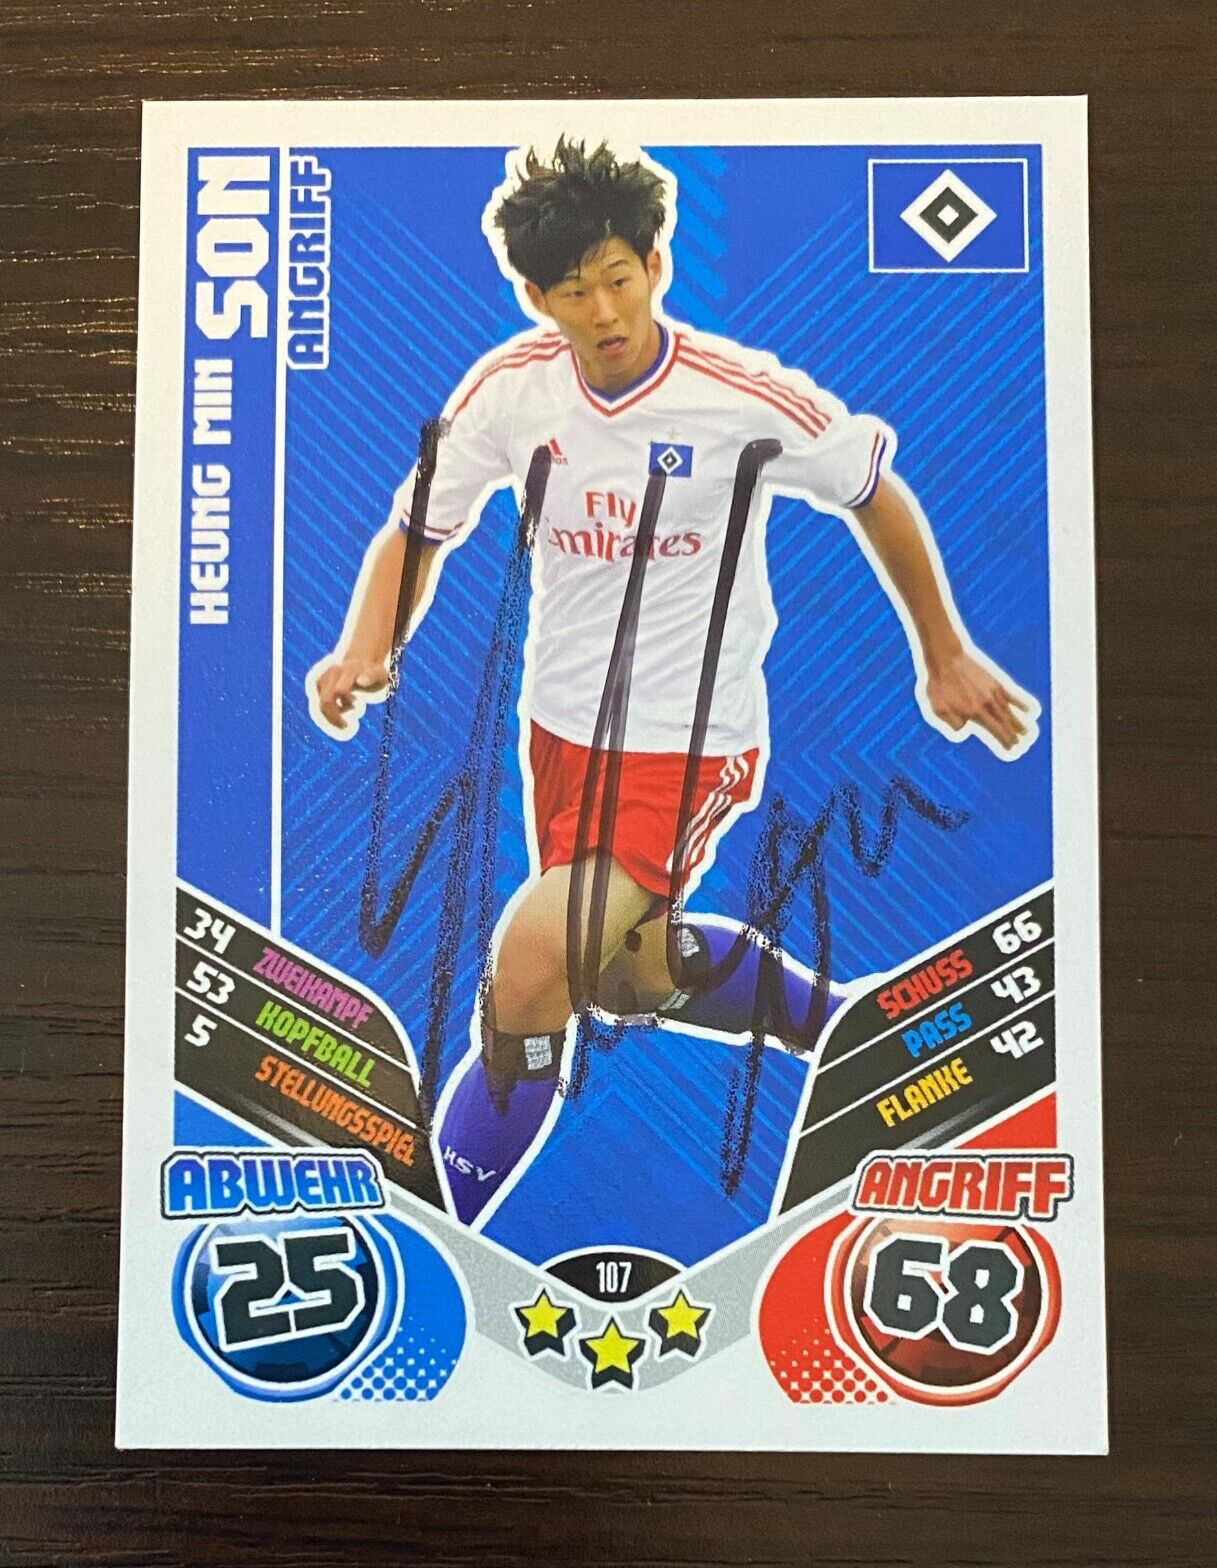 HEUNG MIN SON
ANGRIFF
adidas
Fly
Emirates
34 ZWEIKAMPF
53 KOPFBALL
5 STELLUNGSSPIEL
SCHUSS 66
PASS 43
FLANKE 42
HSV
ABWEHR
25
ANGRIFF
68
107